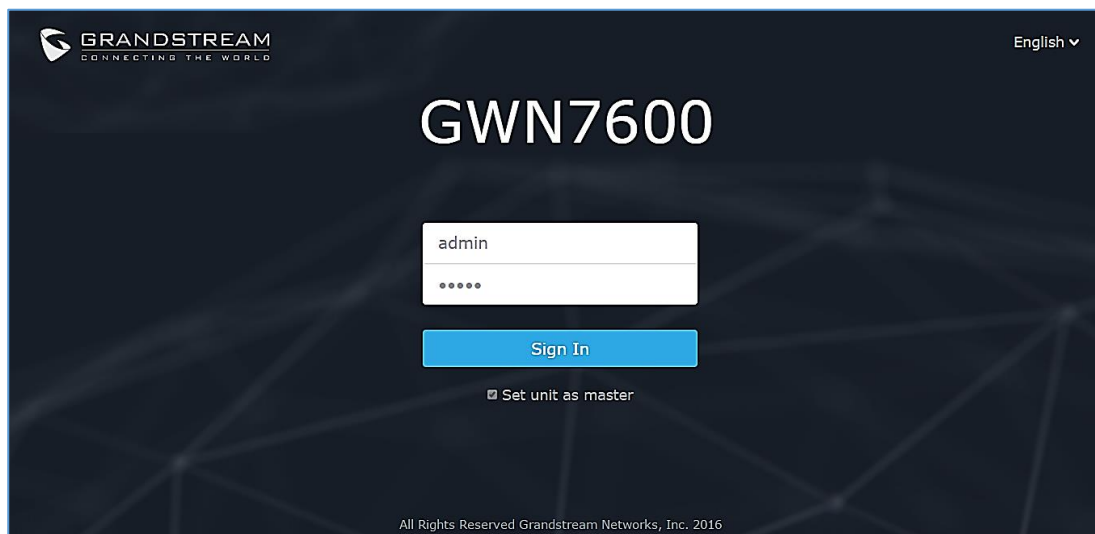 GRANDSTREAM
CONNECTING THE WORLD
English
GWN7600
admin
•••••
Sign In
Set unit as master
All Rights Reserved Grandstream Networks, Inc. 2016